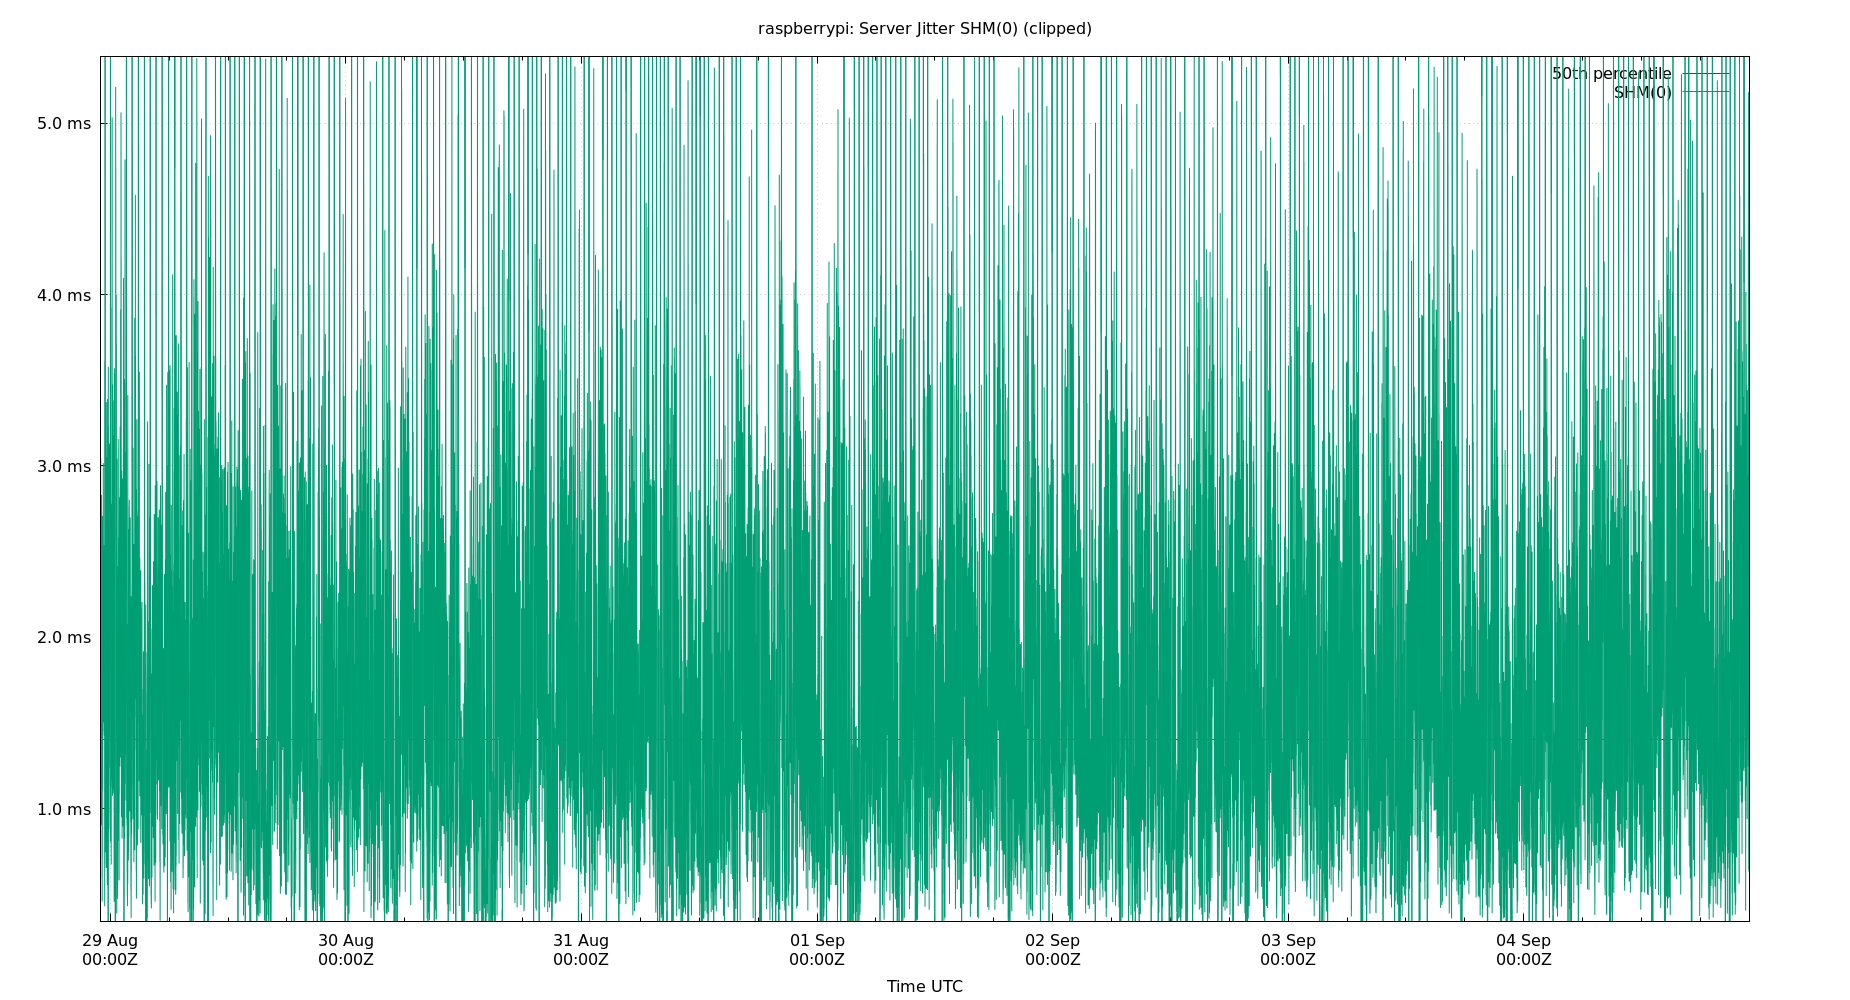 raspberrypi: Server Jitter SHM(0) (clipped)
50th percentile
SHM(0)
5.0 ms
4.0 ms
3.0 ms
2.0 ms
1.0 ms
29 Aug 30 Aug 31 Aug 01 Sep 02 Sep 03 Sep 04 Sep
00:00Z 00:00Z 00:00Z 00:00Z 00:00Z 00:00Z 00:00Z
Time UTC